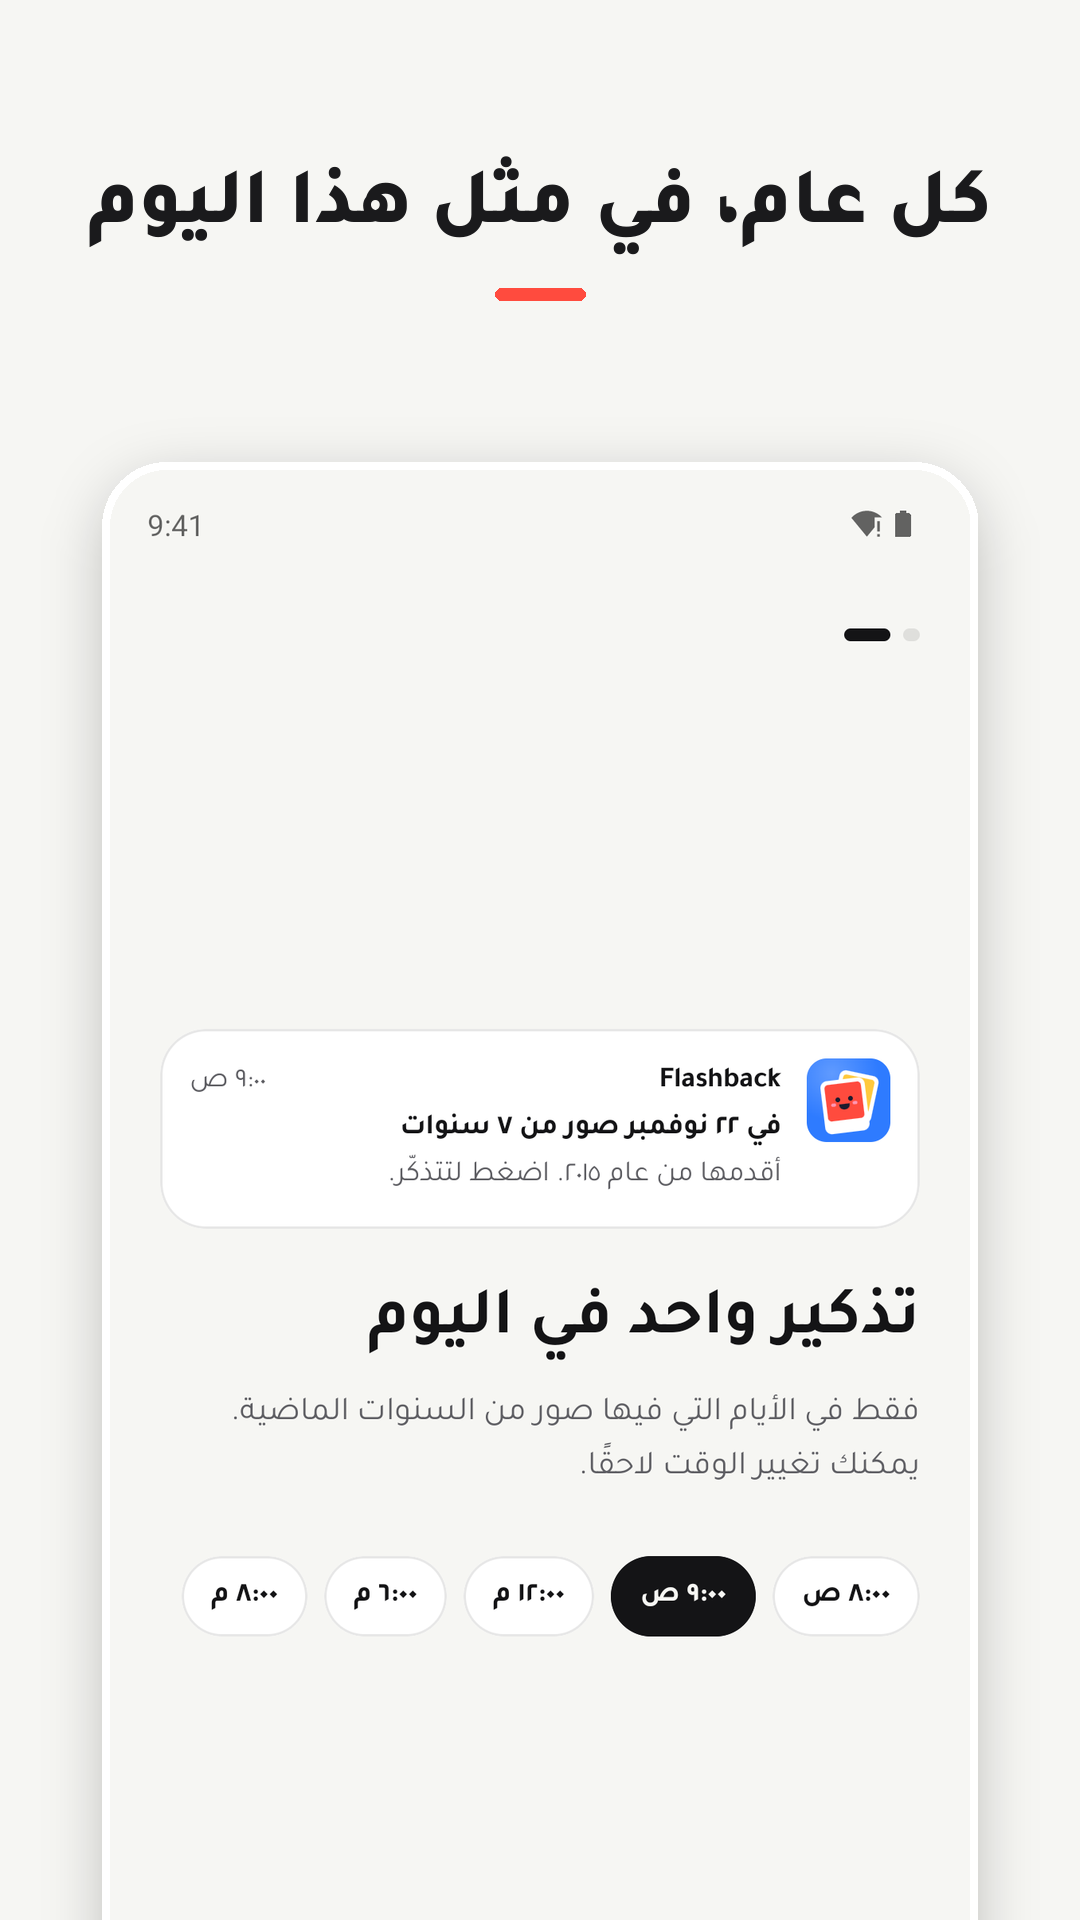 كل عام، في مثل هذا اليوم
9:41
Flashback
٩:٠٠ ص
في ٢٢ نوفمبر صور من ٧ سنوات
أقدمها من عام ٢٠١٥. اضغط لتتذكّر.
تذكير واحد في اليوم
فقط في الأيام التي فيها صور من السنوات الماضية.
يمكنك تغيير الوقت لاحقًا.
٨:٠٠ ص
٩:٠٠ ص
١٢:٠٠ م
٦:٠٠ م
٨:٠٠ م